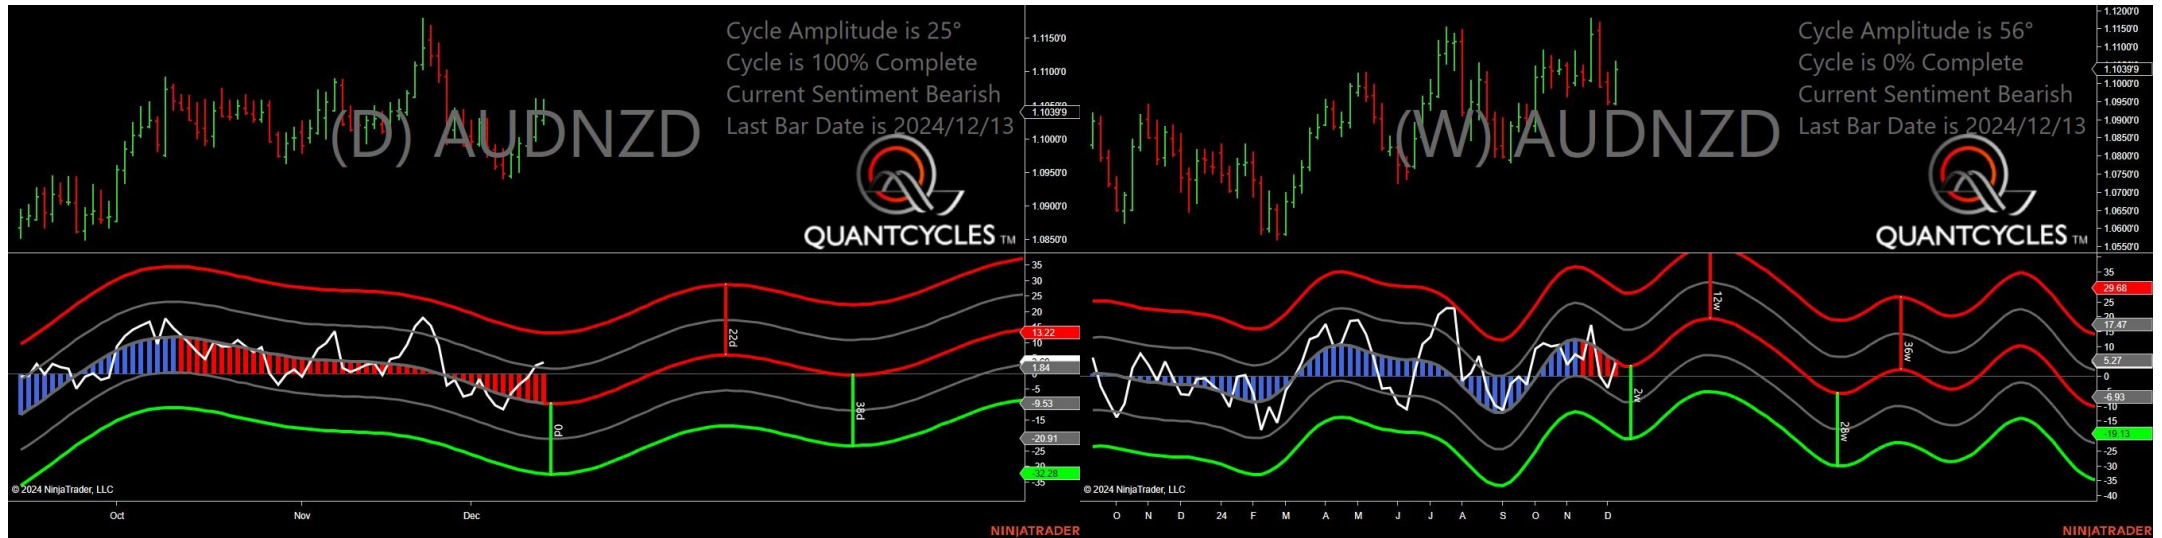 Cycle Amplitude is 25°
Cycle is 100% Complete
Current Sentiment Bearish
Last Bar Date is 2024/12/13
(D) AUDNZD
QUANTCYCLES TM
1.1150'0
1.1100'0
1.1039'9
1.1000'0
1.0950'0
1.0900'0
1.0850'0
35
30
25
20
13.22
10
1.84
0
-5
-9.53
-15
-20.91
-25
-32.28
-35
22d
0d
38d
© 2024 NinjaTrader, LLC
Oct
Nov
Dec
NINJATRADER
Cycle Amplitude is 56°
Cycle is 0% Complete
Current Sentiment Bearish
Last Bar Date is 2024/12/13
(W) AUDNZD
QUANTCYCLES TM
1.1200'0
1.1150'0
1.1100'0
1.1039'9
1.1000'0
1.0950'0
1.0900'0
1.0850'0
1.0800'0
1.0750'0
1.0700'0
1.0650'0
1.0600'0
1.0550'0
35
29.68
25
20
17.47
10
5.27
0
-6.93
-10
-15
-19.13
-25
-30
-35
-40
12w
36w
2w
28w
© 2024 NinjaTrader, LLC
O N D 24 F M A M J J A S O N D
NINJATRADER